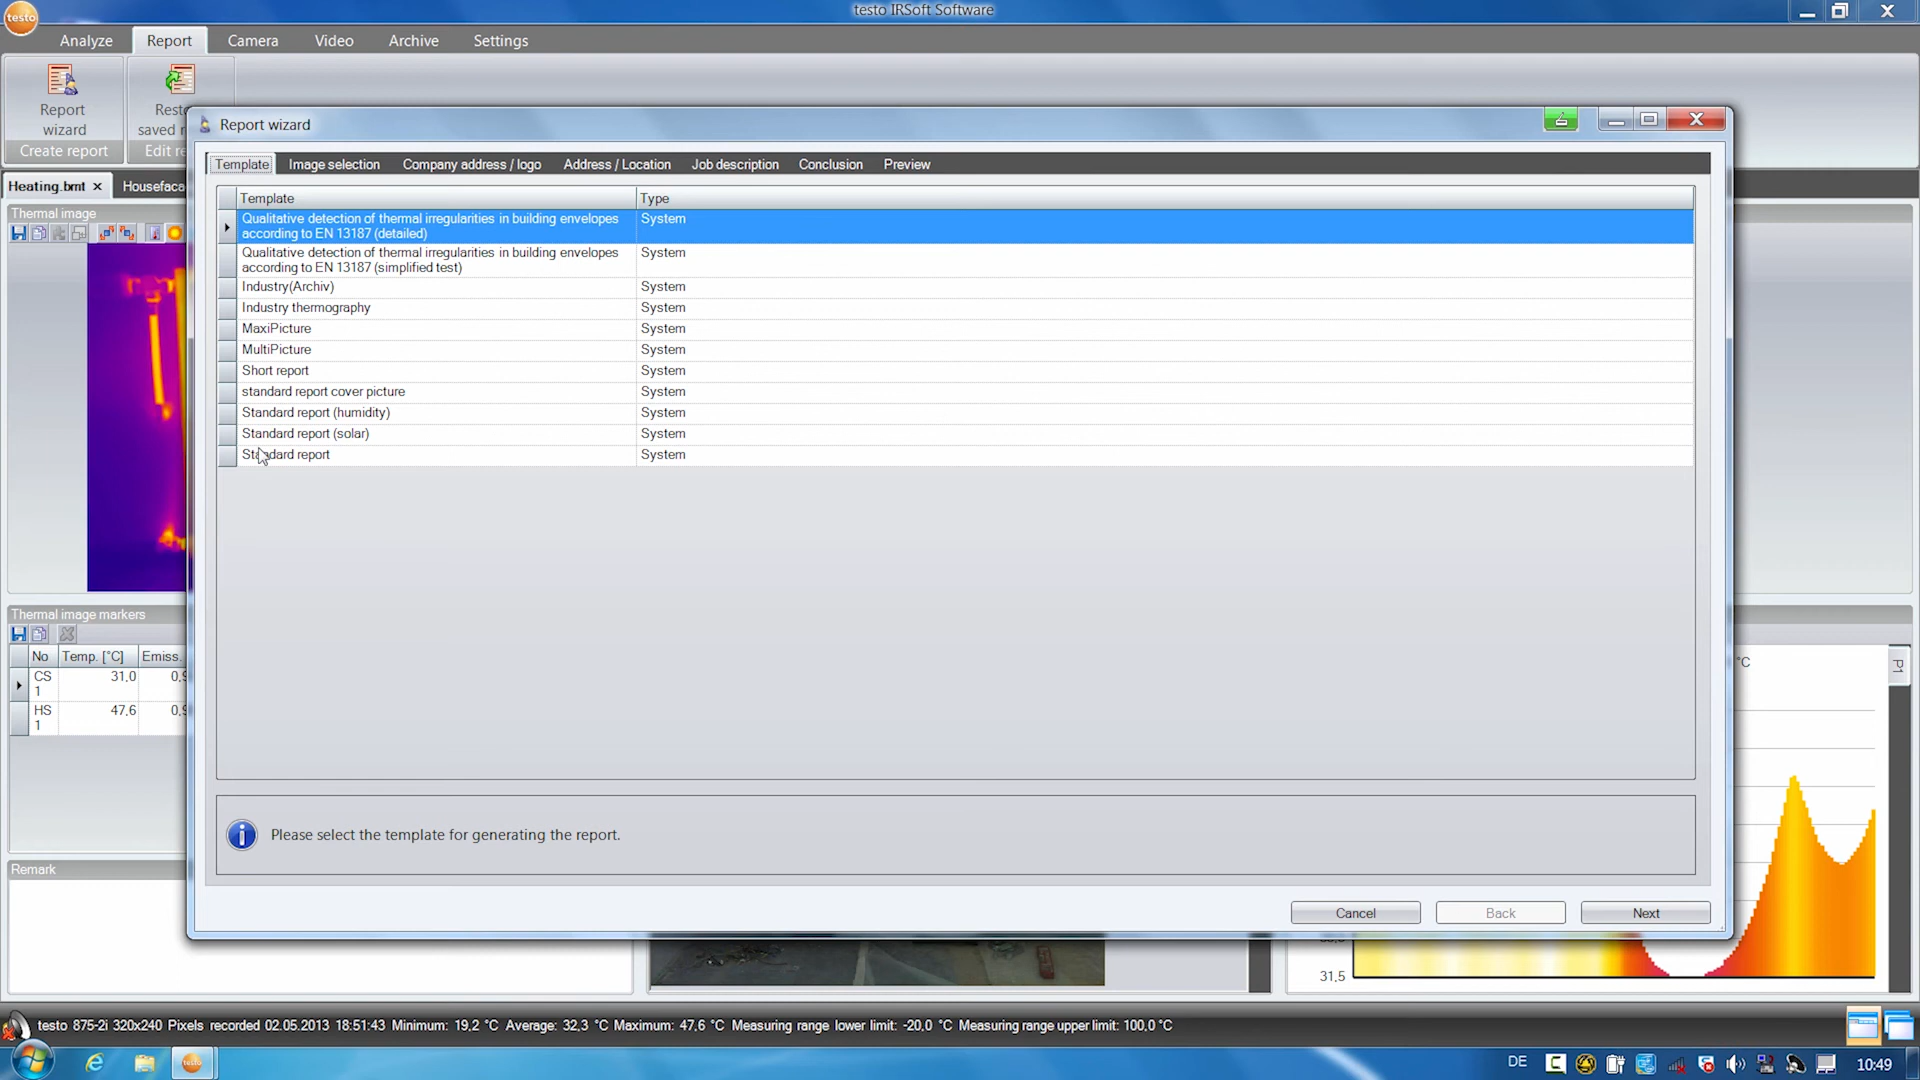 testo IRSoft Software
testo
Analyze
Report
Camera
Video
Archive
Settings
Report
wizard
Create report
saved
Report wizard
Heating.bmt
Template
Image selection
Company address / logo
Address / Location
Job description
Conclusion
Preview
Thermal image
Template
Type
Qualitative detection of thermal irregularities in building envelopes
according to EN 13187 (detailed)
System
Qualitative detection of thermal irregularities in building envelopes
according to EN 13187 (simplified test)
System
Industry(Archiv)
System
Industry thermography
System
MaxiPicture
System
MultiPicture
System
Short report
System
standard report cover picture
System
Standard report (humidity)
System
Standard report (solar)
System
Standard report
System
Thermal image markers
No
Temp. [°C]
Emiss.
CS
1
31,0
HS
1
47,6
°C
P1
Please select the template for generating the report.
Remark
Cancel
Back
Next
31,5
testo 875-2i 320x240 Pixels recorded 02.05.2013 18:51:43 Minimum: 19,2 °C Average: 32,3 °C Maximum: 47,6 °C Measuring range lower limit: -20,0 °C Measuring range upper limit: 100,0 °C
testo
DE
10:49